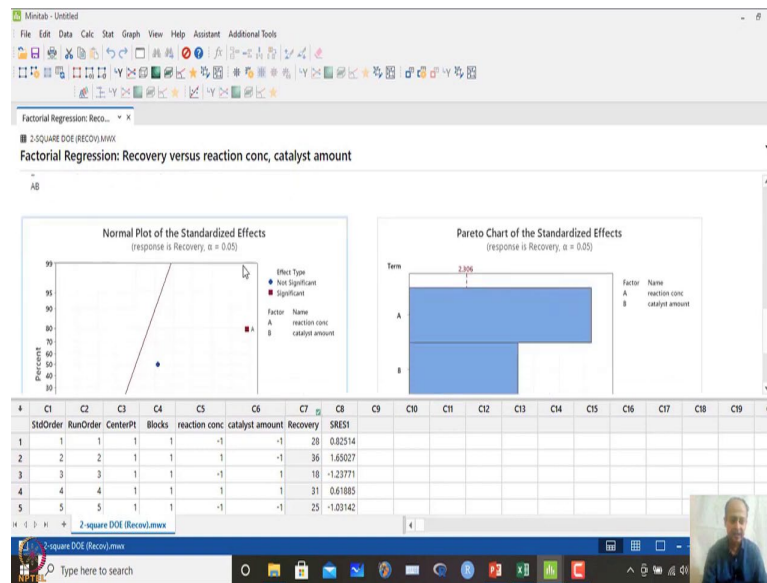 Minitab - Untitled
File Edit Data Calc Stat Graph View Help Assistant Additional Tools
Factorial Regression: Reco...
2-SQUARE DOE (RECOV).MWX
Factorial Regression: Recovery versus reaction conc, catalyst amount
AB
Normal Plot of the Standardized Effects
(response is Recovery, α = 0.05)
99
95
90
80
70
60
50
40
30
Percent
A
Effect Type
Not Significant
Significant
Factor Name
A reaction conc
B catalyst amount
Pareto Chart of the Standardized Effects
(response is Recovery, α = 0.05)
Term
2.306
A
B
Factor Name
A reaction conc
B catalyst amount
C1 C2 C3 C4 C5 C6 C7 C8 C9 C10 C11 C12 C13 C14 C15 C16 C17 C18 C19
StdOrder RunOrder CenterPt Blocks reaction conc catalyst amount Recovery SRES1
1 1 1 1 1 -1 -1 28 0.82514
2 2 2 1 1 1 -1 36 1.65027
3 3 3 1 1 -1 1 18 -1.23771
4 4 4 1 1 1 1 31 0.61885
5 5 5 1 1 -1 -1 25 -1.03142
2-square DOE (Recov).mwx
2-square DOE (Recov).mwx
Type here to search
NPTEL